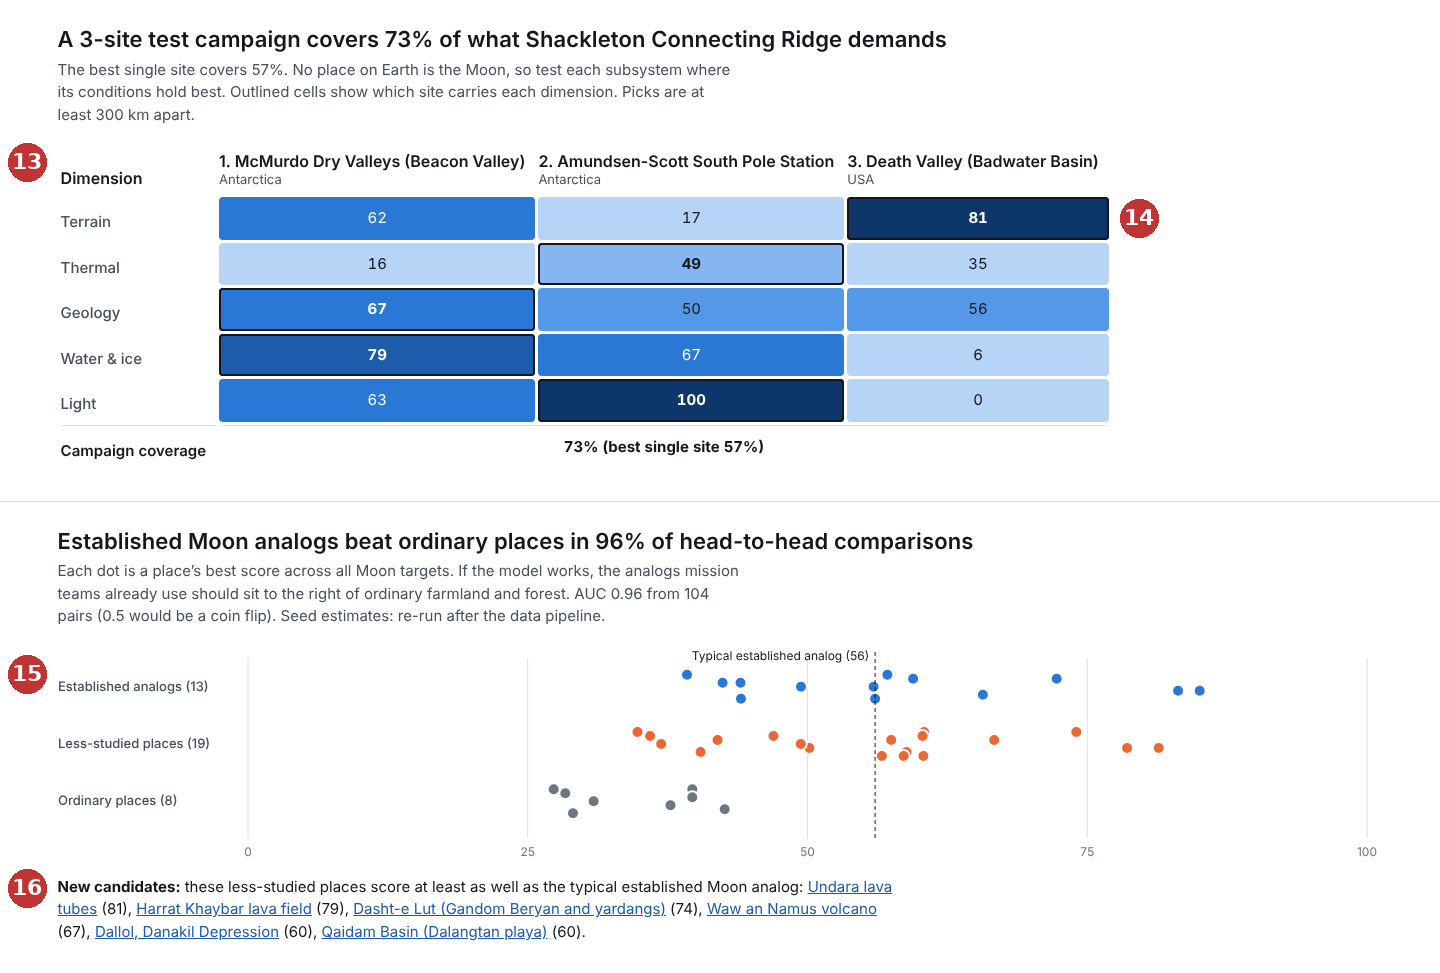 A 3-site test campaign covers 73% of what Shackleton Connecting Ridge demands
The best single site covers 57%. No place on Earth is the Moon, so test each subsystem where
its conditions hold best. Outlined cells show which site carries each dimension. Picks are at
least 300 km apart.
13
Dimension
1. McMurdo Dry Valleys (Beacon Valley)
Antarctica
2. Amundsen-Scott South Pole Station
Antarctica
3. Death Valley (Badwater Basin)
USA
Terrain 62 17 81
14
Thermal 16 49 35
Geology 67 50 56
Water & ice 79 67 6
Light 63 100 0
Campaign coverage 73% (best single site 57%)
Established Moon analogs beat ordinary places in 96% of head-to-head comparisons
Each dot is a place’s best score across all Moon targets. If the model works, the analogs mission
teams already use should sit to the right of ordinary farmland and forest. AUC 0.96 from 104
pairs (0.5 would be a coin flip). Seed estimates: re-run after the data pipeline.
15
Typical established analog (56)
Established analogs (13)
Less-studied places (19)
Ordinary places (8)
0 25 50 75 100
16
New candidates: these less-studied places score at least as well as the typical established Moon analog: Undara lava
tubes (81), Harrat Khaybar lava field (79), Dasht-e Lut (Gandom Beryan and yardangs) (74), Waw an Namus volcano
(67), Dallol, Danakil Depression (60), Qaidam Basin (Dalangtan playa) (60).